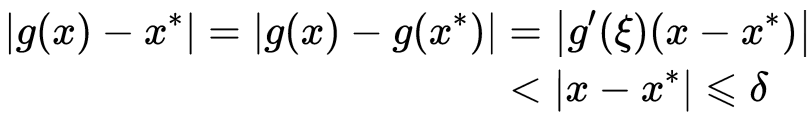 |g(x) − x*| = |g(x) − g(x*)| = |g′(ξ)(x − x*)|
< |x − x*| ⩽ δ